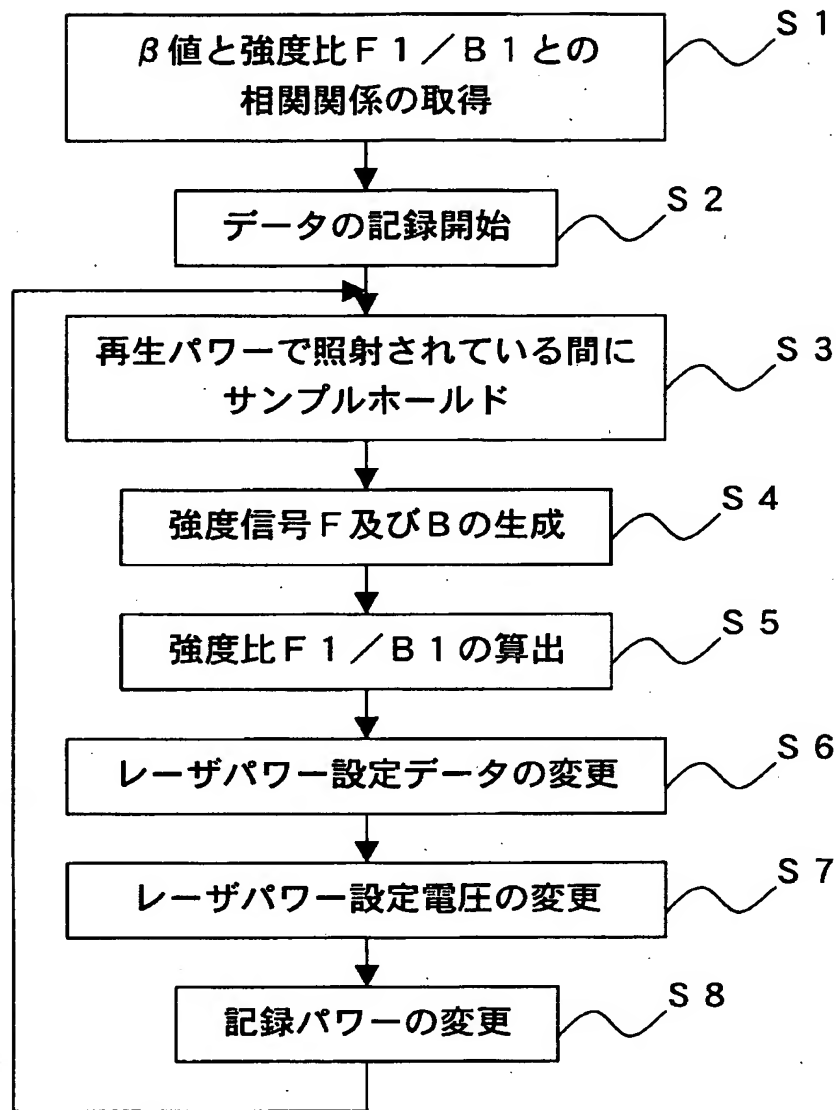 β値と強度比F1/B1との
相関関係の取得
S1
データの記録開始
S2
再生パワーで照射されている間に
サンプルホールド
S3
強度信号F及びBの生成
S4
強度比F1/B1の算出
S5
レーザパワー設定データの変更
S6
レーザパワー設定電圧の変更
S7
記録パワーの変更
S8